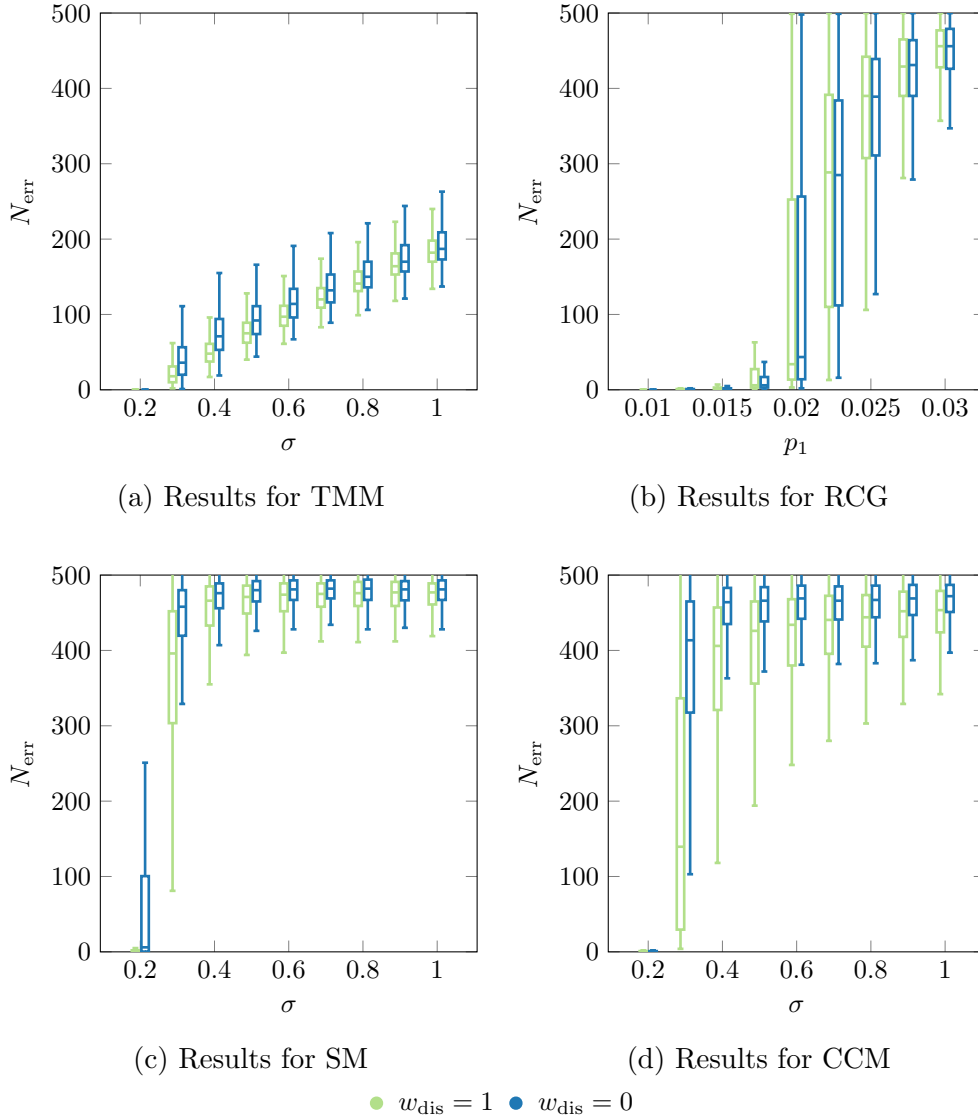 500
400
300
200
100
0
N_err
0.2 0.4 0.6 0.8 1
σ
(a) Results for TMM
500
400
300
200
100
0
N_err
0.01 0.015 0.02 0.025 0.03
p_1
(b) Results for RCG
500
400
300
200
100
0
N_err
0.2 0.4 0.6 0.8 1
σ
(c) Results for SM
500
400
300
200
100
0
N_err
0.2 0.4 0.6 0.8 1
σ
(d) Results for CCM
w_dis = 1 w_dis = 0